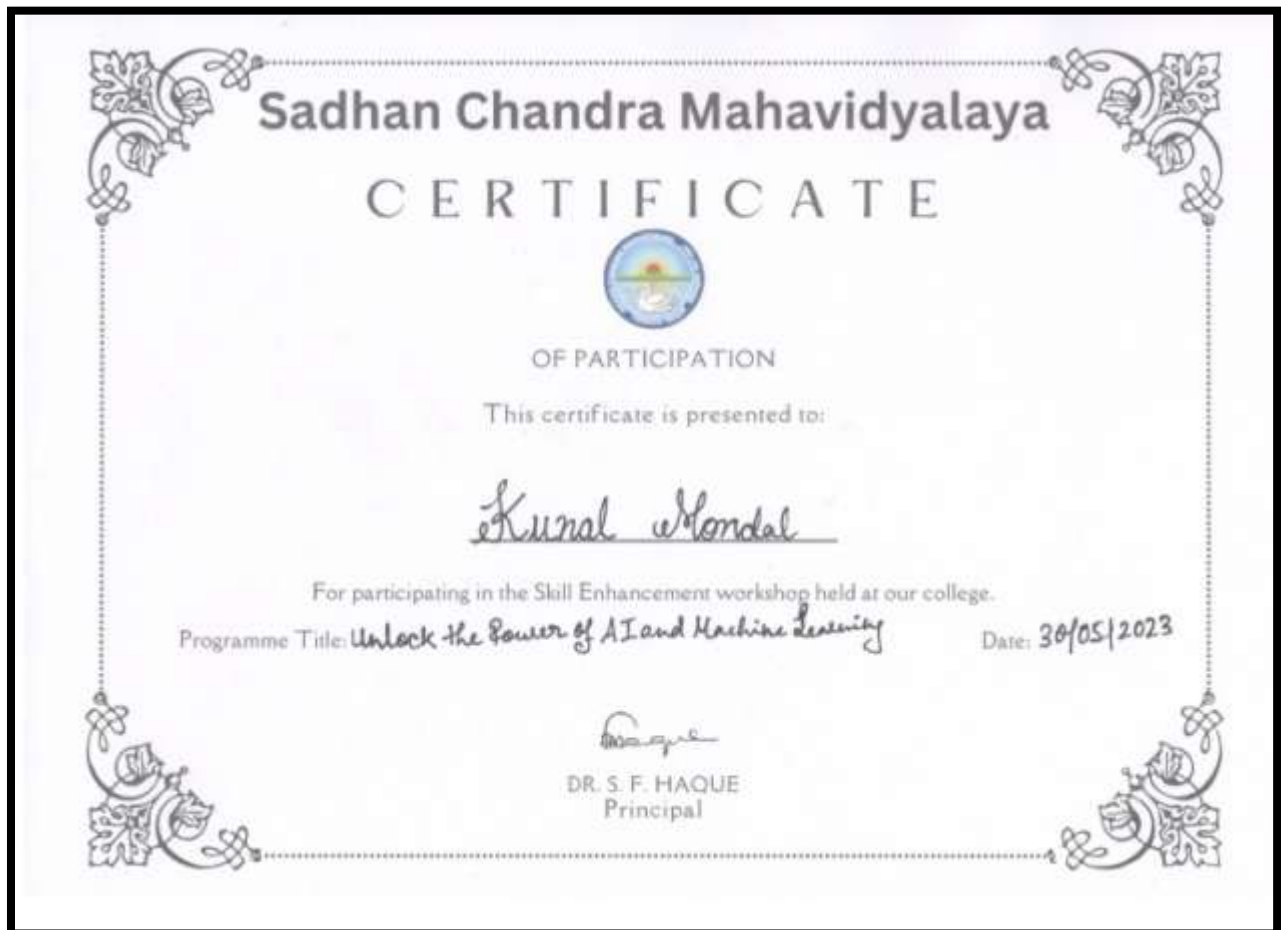 Sadhan Chandra Mahavidyalaya
CERTIFICATE
OF PARTICIPATION
This certificate is presented to:
Kunal Mondal
For participating in the Skill Enhancement workshop held at our college.
Programme Title: Unlock the Power of AI and Machine Learning Date: 30/05/2023
Haque
DR. S. F. HAQUE
Principal